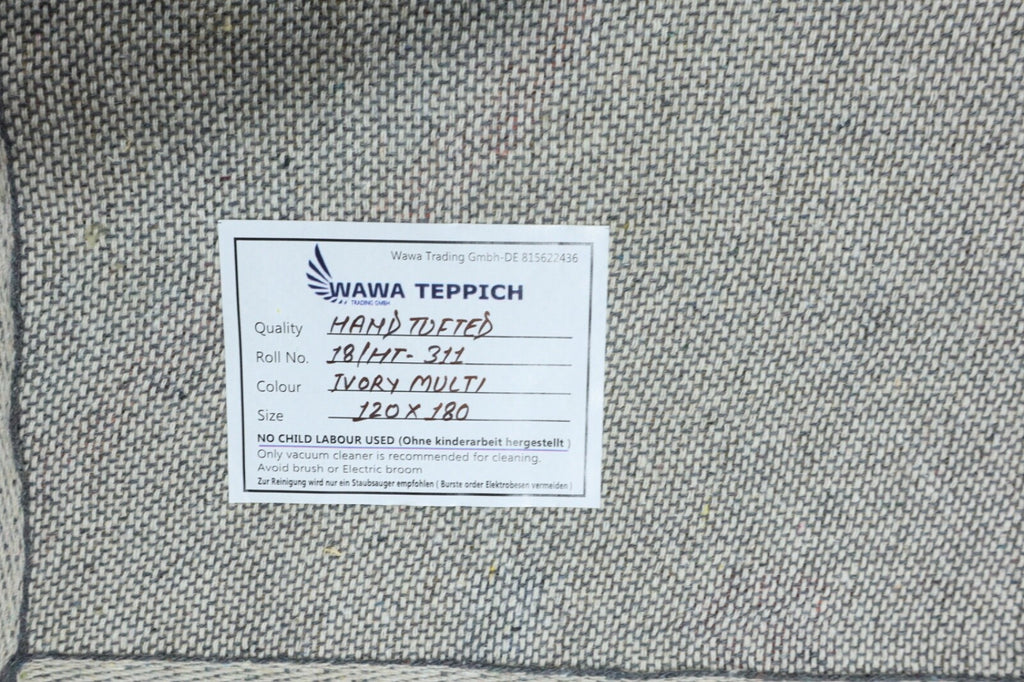 Wawa Trading Gmbh-DE 815622436
WAWA TEPPICH
TRADING GMBH
Quality HAND TUFTED
Roll No. 18/HT-311
Colour IVORY MULTI
Size 120 X 180
NO CHILD LABOUR USED (Ohne kinderarbeit hergestellt )
Only vacuum cleaner is recommended for cleaning.
Avoid brush or Electric broom
Zur Reinigung wird nur ein Staubsauger empfohlen ( Burste order Elektrobesen vermeiden )